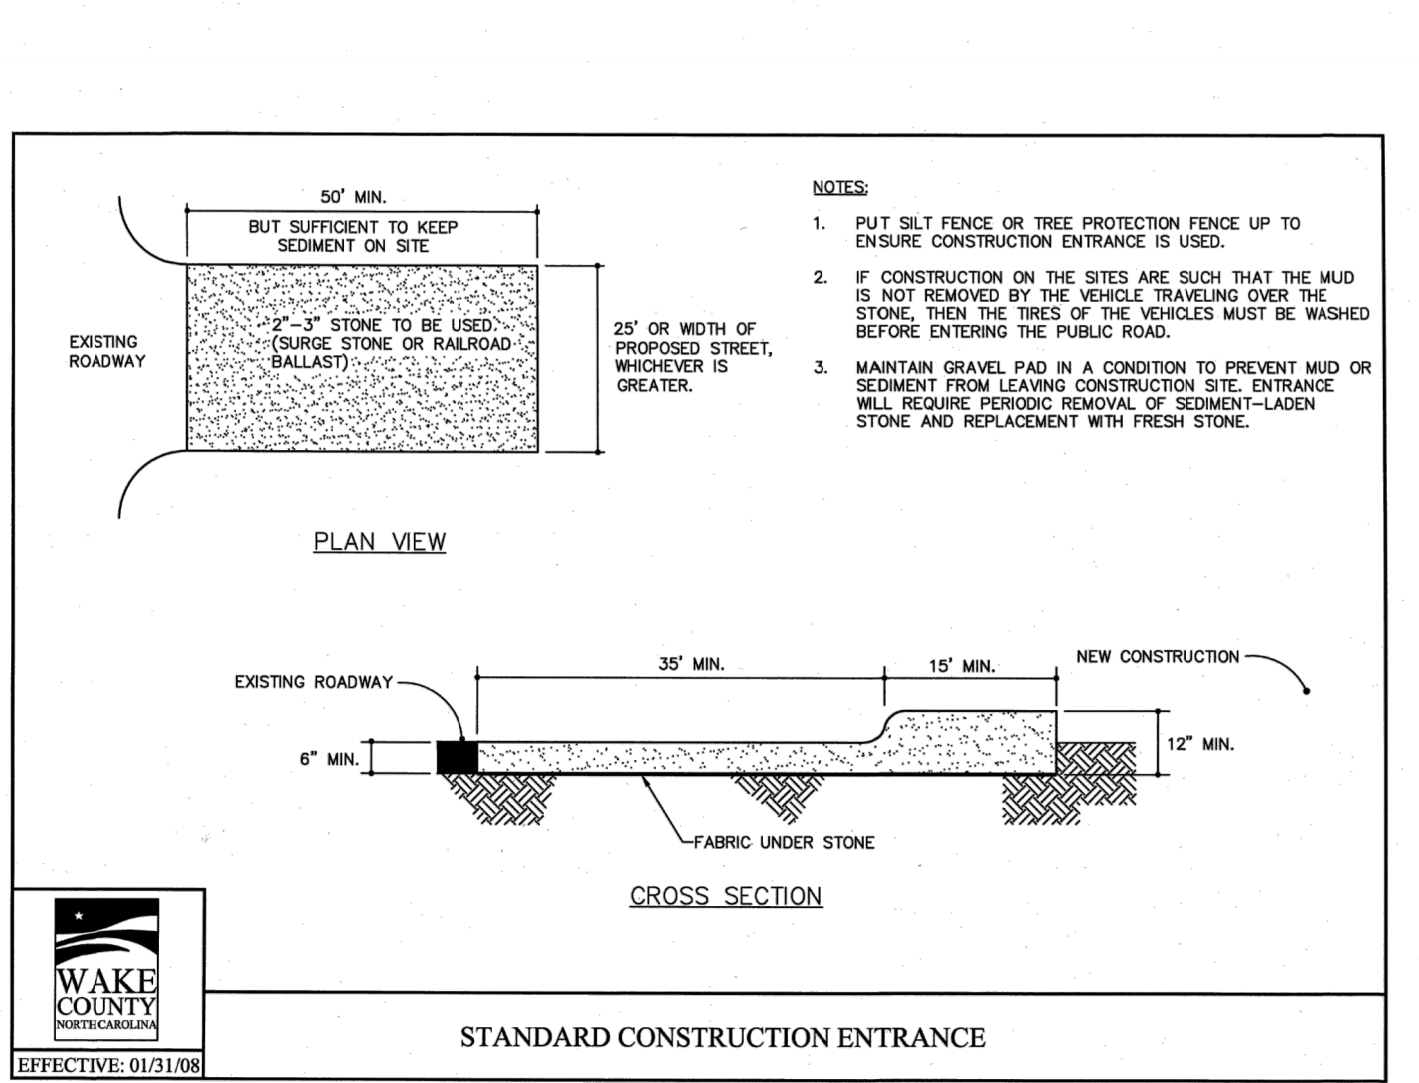 50' MIN.
BUT SUFFICIENT TO KEEP
SEDIMENT ON SITE
EXISTING
ROADWAY
2"-3" STONE TO BE USED.
(SURGE STONE OR RAILROAD
BALLAST)
25' OR WIDTH OF
PROPOSED STREET,
WHICHEVER IS
GREATER.
PLAN VIEW
NOTES:
1. PUT SILT FENCE OR TREE PROTECTION FENCE UP TO
ENSURE CONSTRUCTION ENTRANCE IS USED.
2. IF CONSTRUCTION ON THE SITES ARE SUCH THAT THE MUD
IS NOT REMOVED BY THE VEHICLE TRAVELING OVER THE
STONE, THEN THE TIRES OF THE VEHICLES MUST BE WASHED
BEFORE ENTERING THE PUBLIC ROAD.
3. MAINTAIN GRAVEL PAD IN A CONDITION TO PREVENT MUD OR
SEDIMENT FROM LEAVING CONSTRUCTION SITE. ENTRANCE
WILL REQUIRE PERIODIC REMOVAL OF SEDIMENT-LADEN
STONE AND REPLACEMENT WITH FRESH STONE.
EXISTING ROADWAY
35' MIN.
15' MIN.
NEW CONSTRUCTION
6" MIN.
12" MIN.
FABRIC UNDER STONE
CROSS SECTION
WAKE
COUNTY
NORTH CAROLINA
EFFECTIVE: 01/31/08
STANDARD CONSTRUCTION ENTRANCE